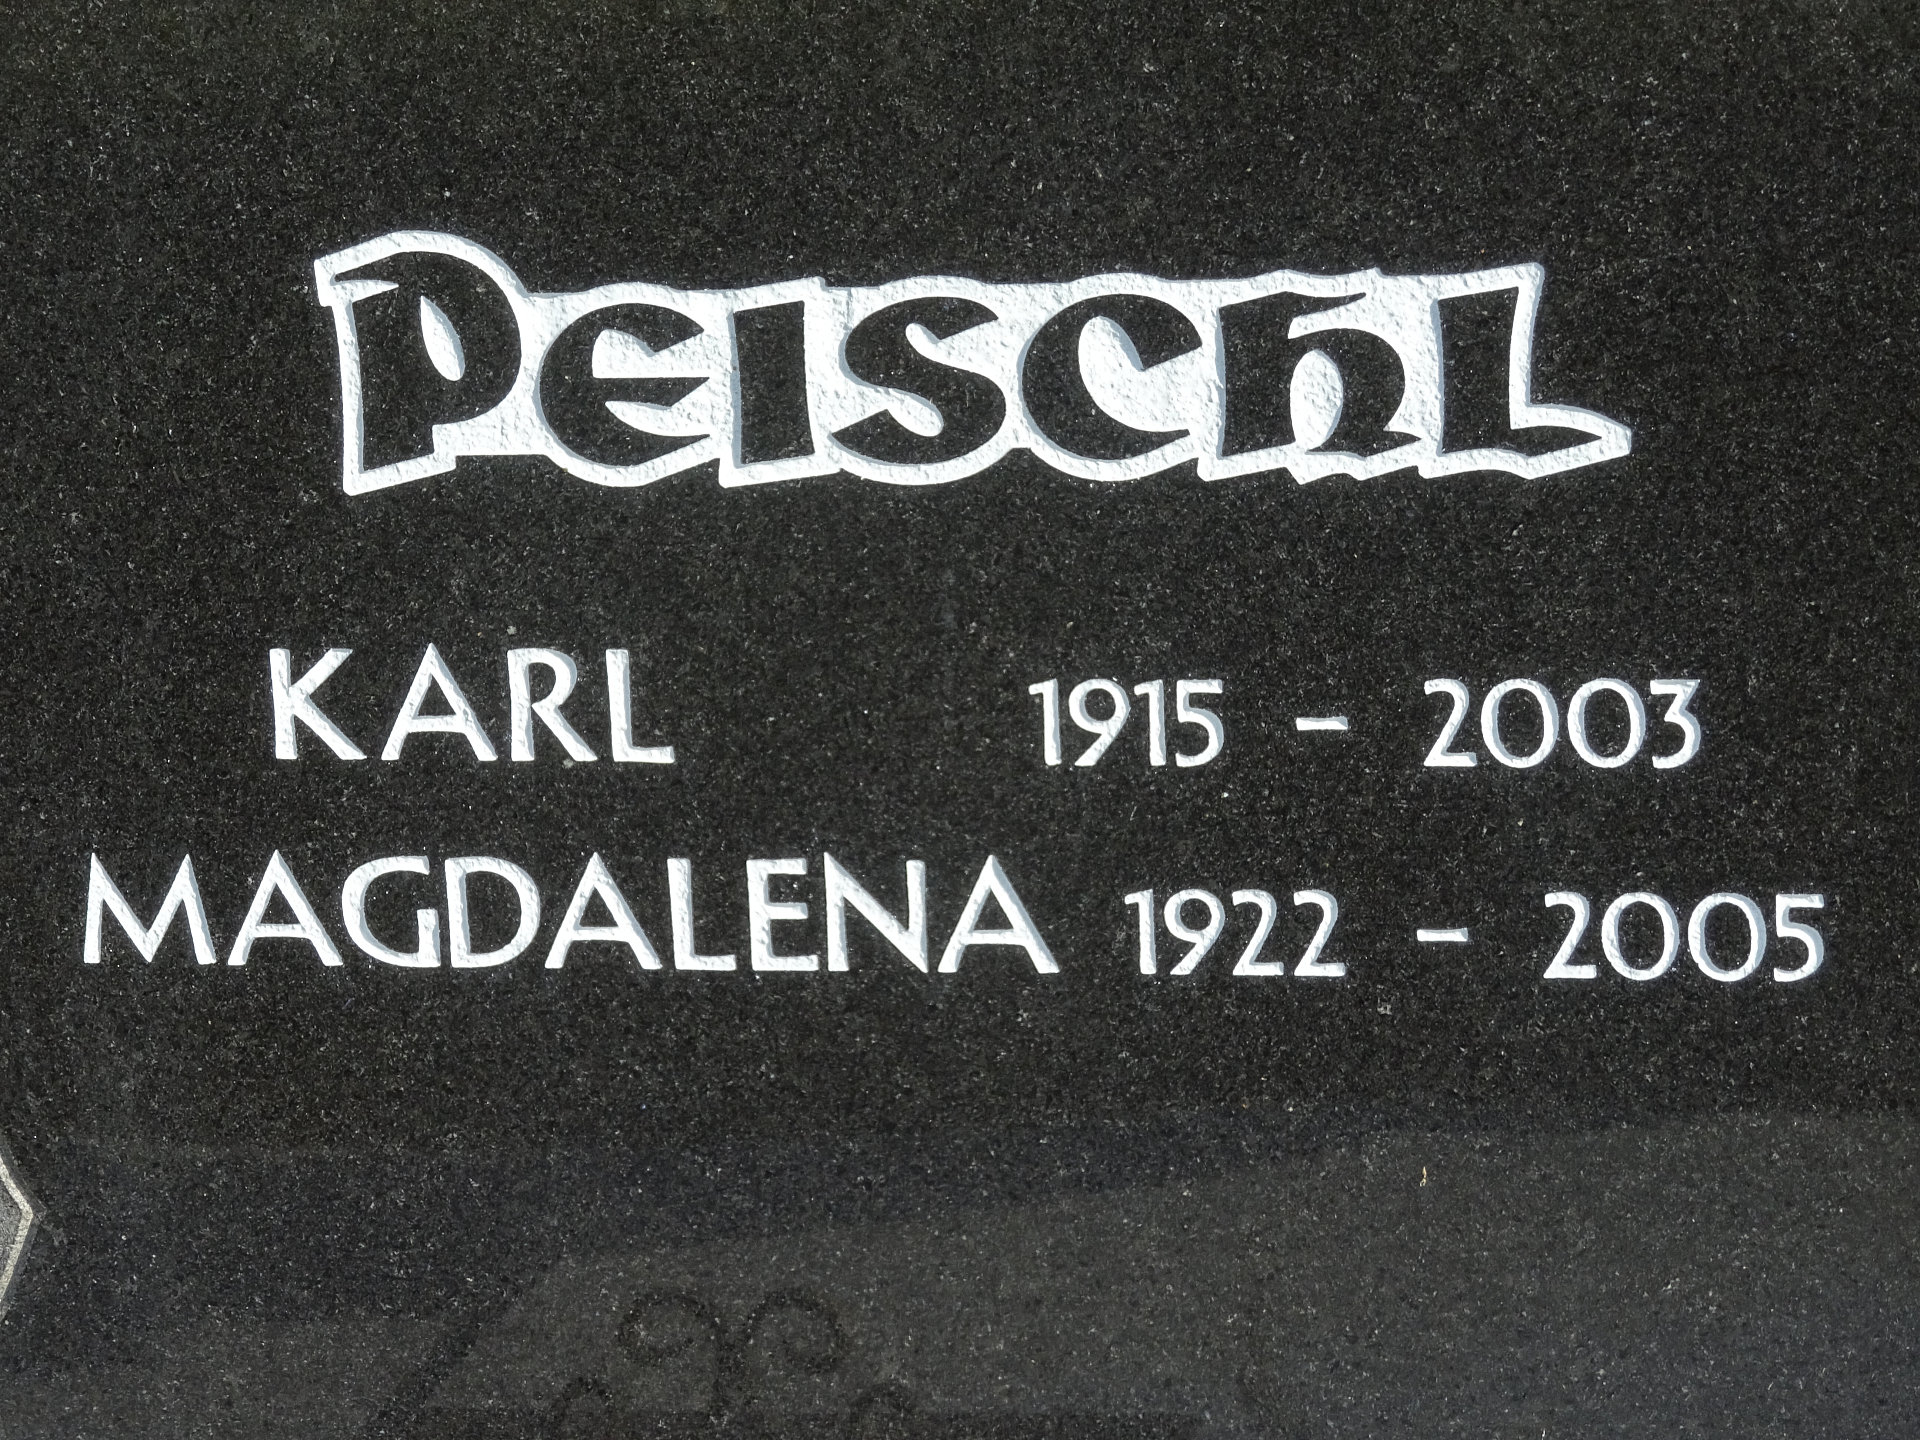 Peischl
KARL 1915 - 2003
MAGDALENA 1922 - 2005